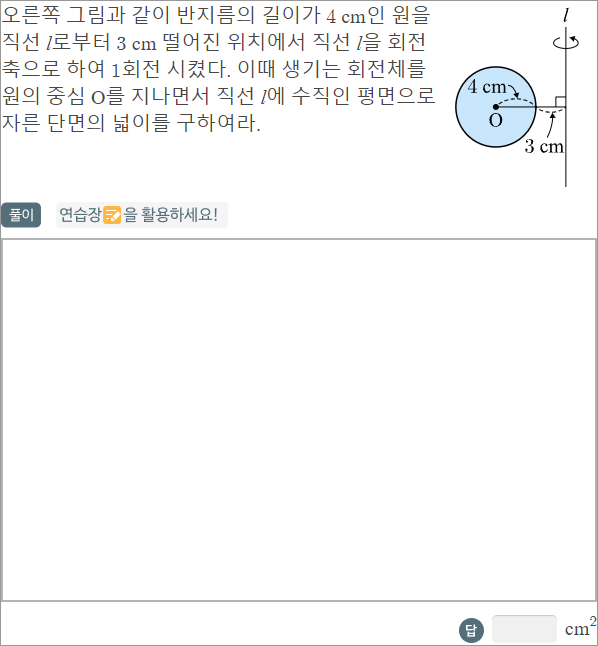 오른쪽 그림과 같이 반지름의 길이가 4 cm인 원을
직선 l로부터 3 cm 떨어진 위치에서 직선 l을 회전
축으로 하여 1회전 시켰다. 이때 생기는 회전체를
원의 중심 O를 지나면서 직선 l에 수직인 평면으로
자른 단면의 넓이를 구하여라.
l
4 cm
O
3 cm
풀이 연습장을 활용하세요!
답 cm²